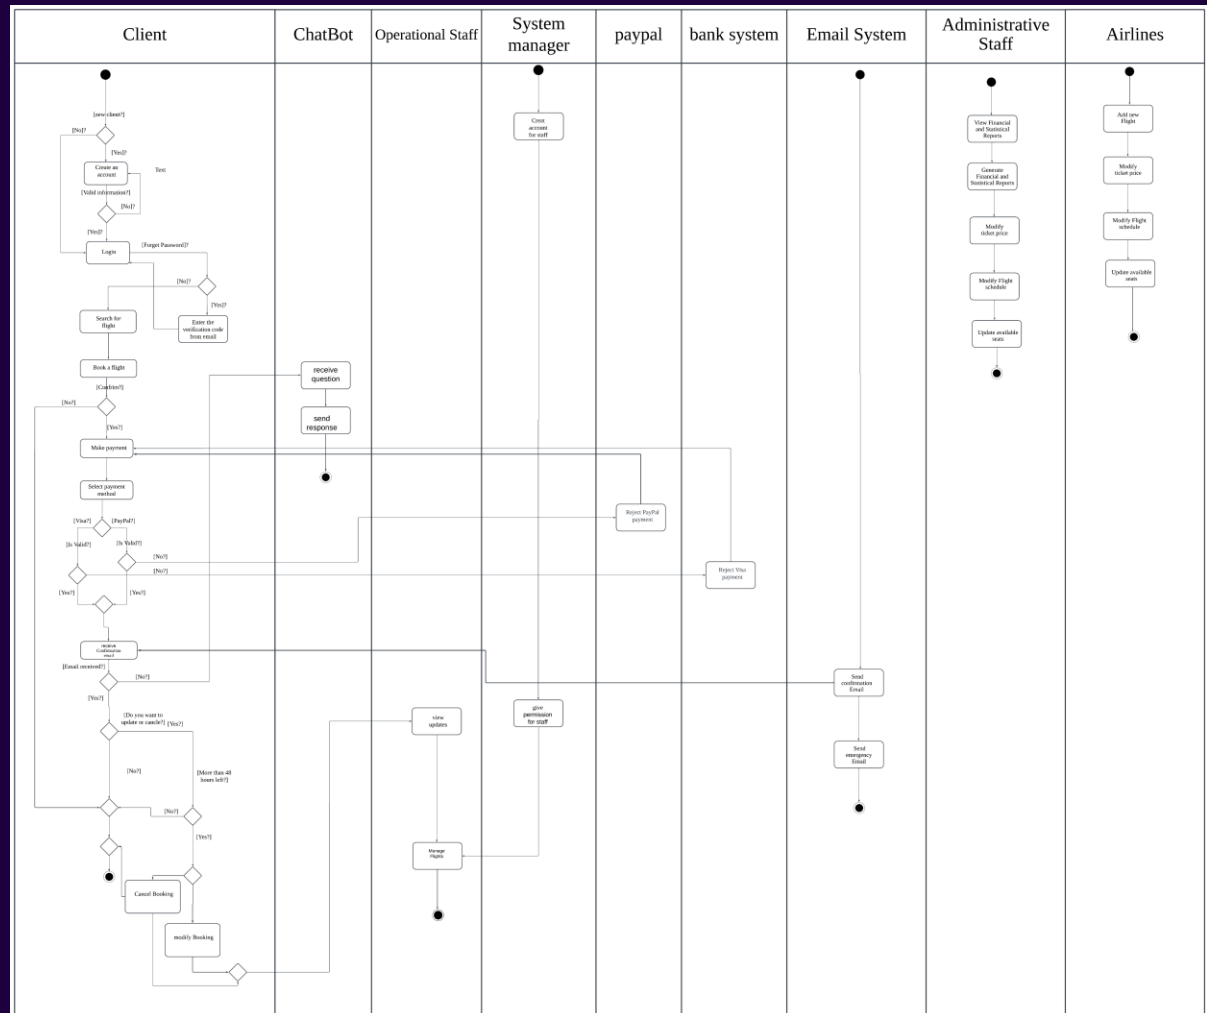 Client
ChatBot
Operational Staff
System
manager
paypal
bank system
Email System
Administrative
Staff
Airlines
[new client?]
[No]?
[Yes]?
Create an
account
Text
[Valid information?]
[No]?
[Yes]?
Login
[Forget Password]?
[No]?
[Yes]?
Search for
flight
Enter the
verification code
from email
Book a flight
[Confirm?]
[No?]
[Yes?]
Make payment
Select payment
method
[Visa?]
[PayPal?]
[Is Valid?]
[Is Valid?]
[No?]
[No?]
[Yes?]
[Yes?]
receive
Confirmation
email
[Email received?]
[No?]
[Yes?]
[Do you want to
update or cancle?]
[Yes?]
[No?]
[More than 48
hours left?]
[No?]
[Yes?]
Cancel Booking
modify Booking
receive
question
send
response
view
updates
Manage
Flights
Creat
account
for staff
give
permission
for staff
Reject PayPal
payment
Reject Visa
payment
Send
confirmation
Email
Send
emergency
Email
View Financial
and Statistical
Reports
Generate
Financial and
Statistical Reports
Modify
ticket price
Modify Flight
schedule
Update available
seats
Add new
Flight
Modify
ticket price
Modify Flight
schedule
Update available
seats